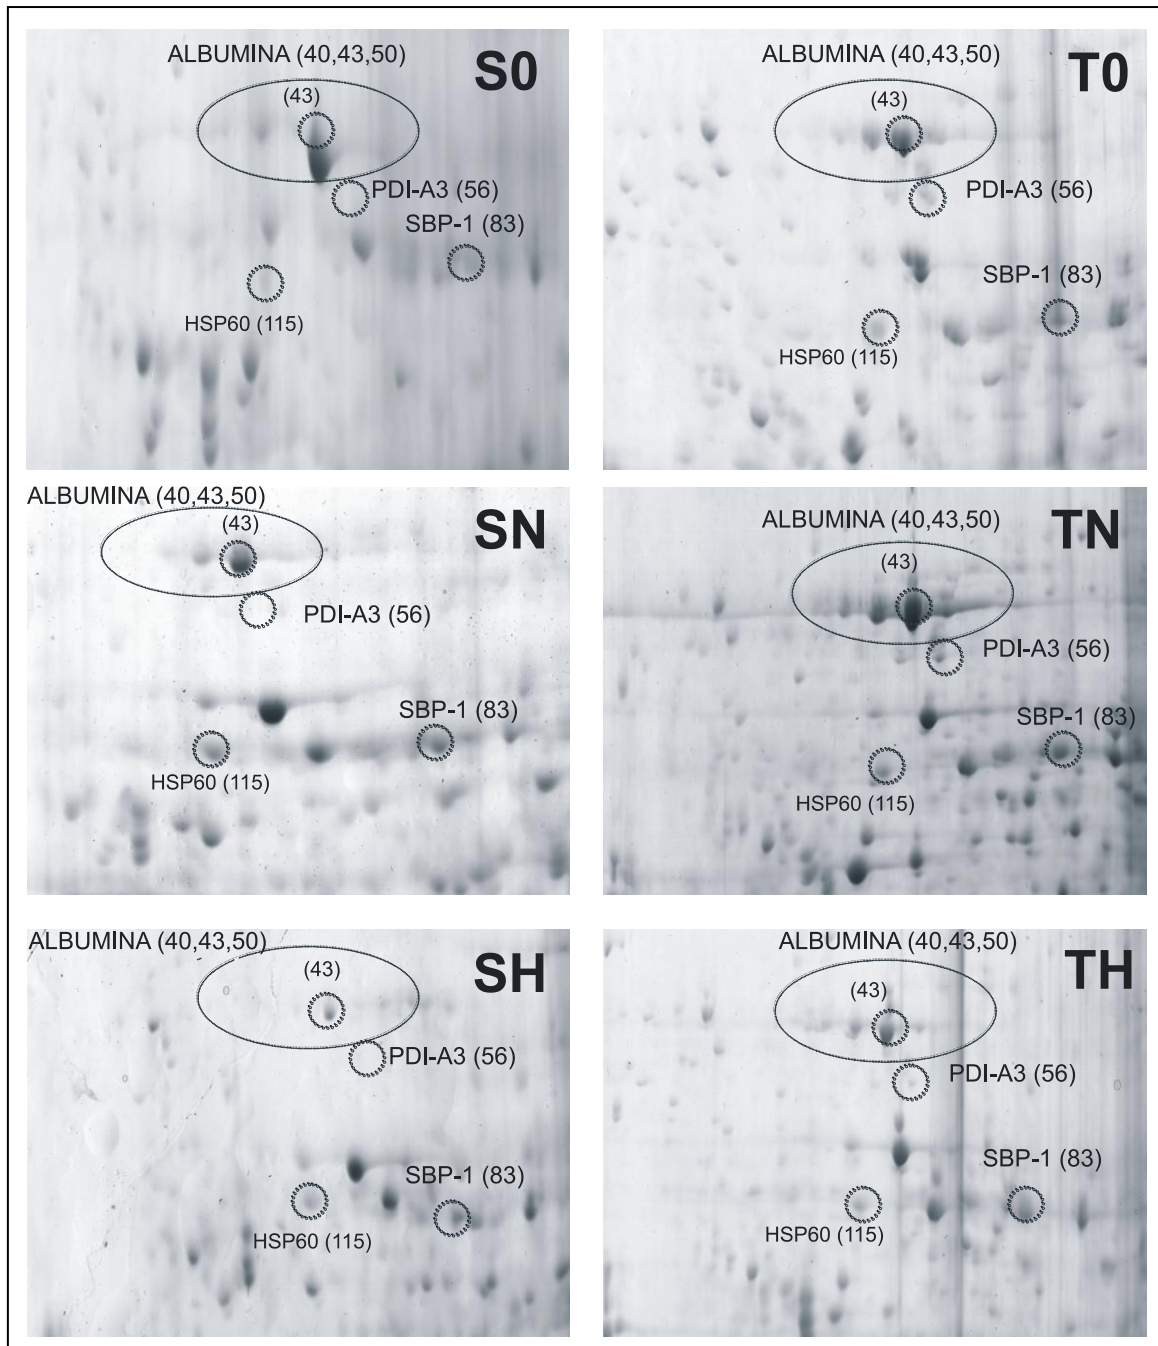 ALBUMINA (40,43,50)
S0
(43)
PDI-A3 (56)
SBP-1 (83)
HSP60 (115)
ALBUMINA (40,43,50)
T0
(43)
PDI-A3 (56)
SBP-1 (83)
HSP60 (115)
ALBUMINA (40,43,50)
SN
(43)
PDI-A3 (56)
SBP-1 (83)
HSP60 (115)
ALBUMINA (40,43,50)
TN
(43)
PDI-A3 (56)
SBP-1 (83)
HSP60 (115)
ALBUMINA (40,43,50)
SH
(43)
PDI-A3 (56)
SBP-1 (83)
HSP60 (115)
ALBUMINA (40,43,50)
TH
(43)
PDI-A3 (56)
SBP-1 (83)
HSP60 (115)